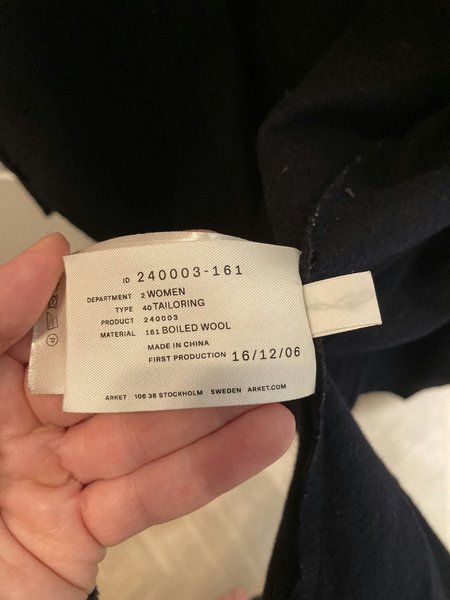 ID 240003-161
DEPARTMENT 2 WOMEN
TYPE 40 TAILORING
PRODUCT 240003
MATERIAL 161 BOILED WOOL
MADE IN CHINA
FIRST PRODUCTION 16/12/06
ARKET 106 38 STOCKHOLM SWEDEN ARKET.COM
P